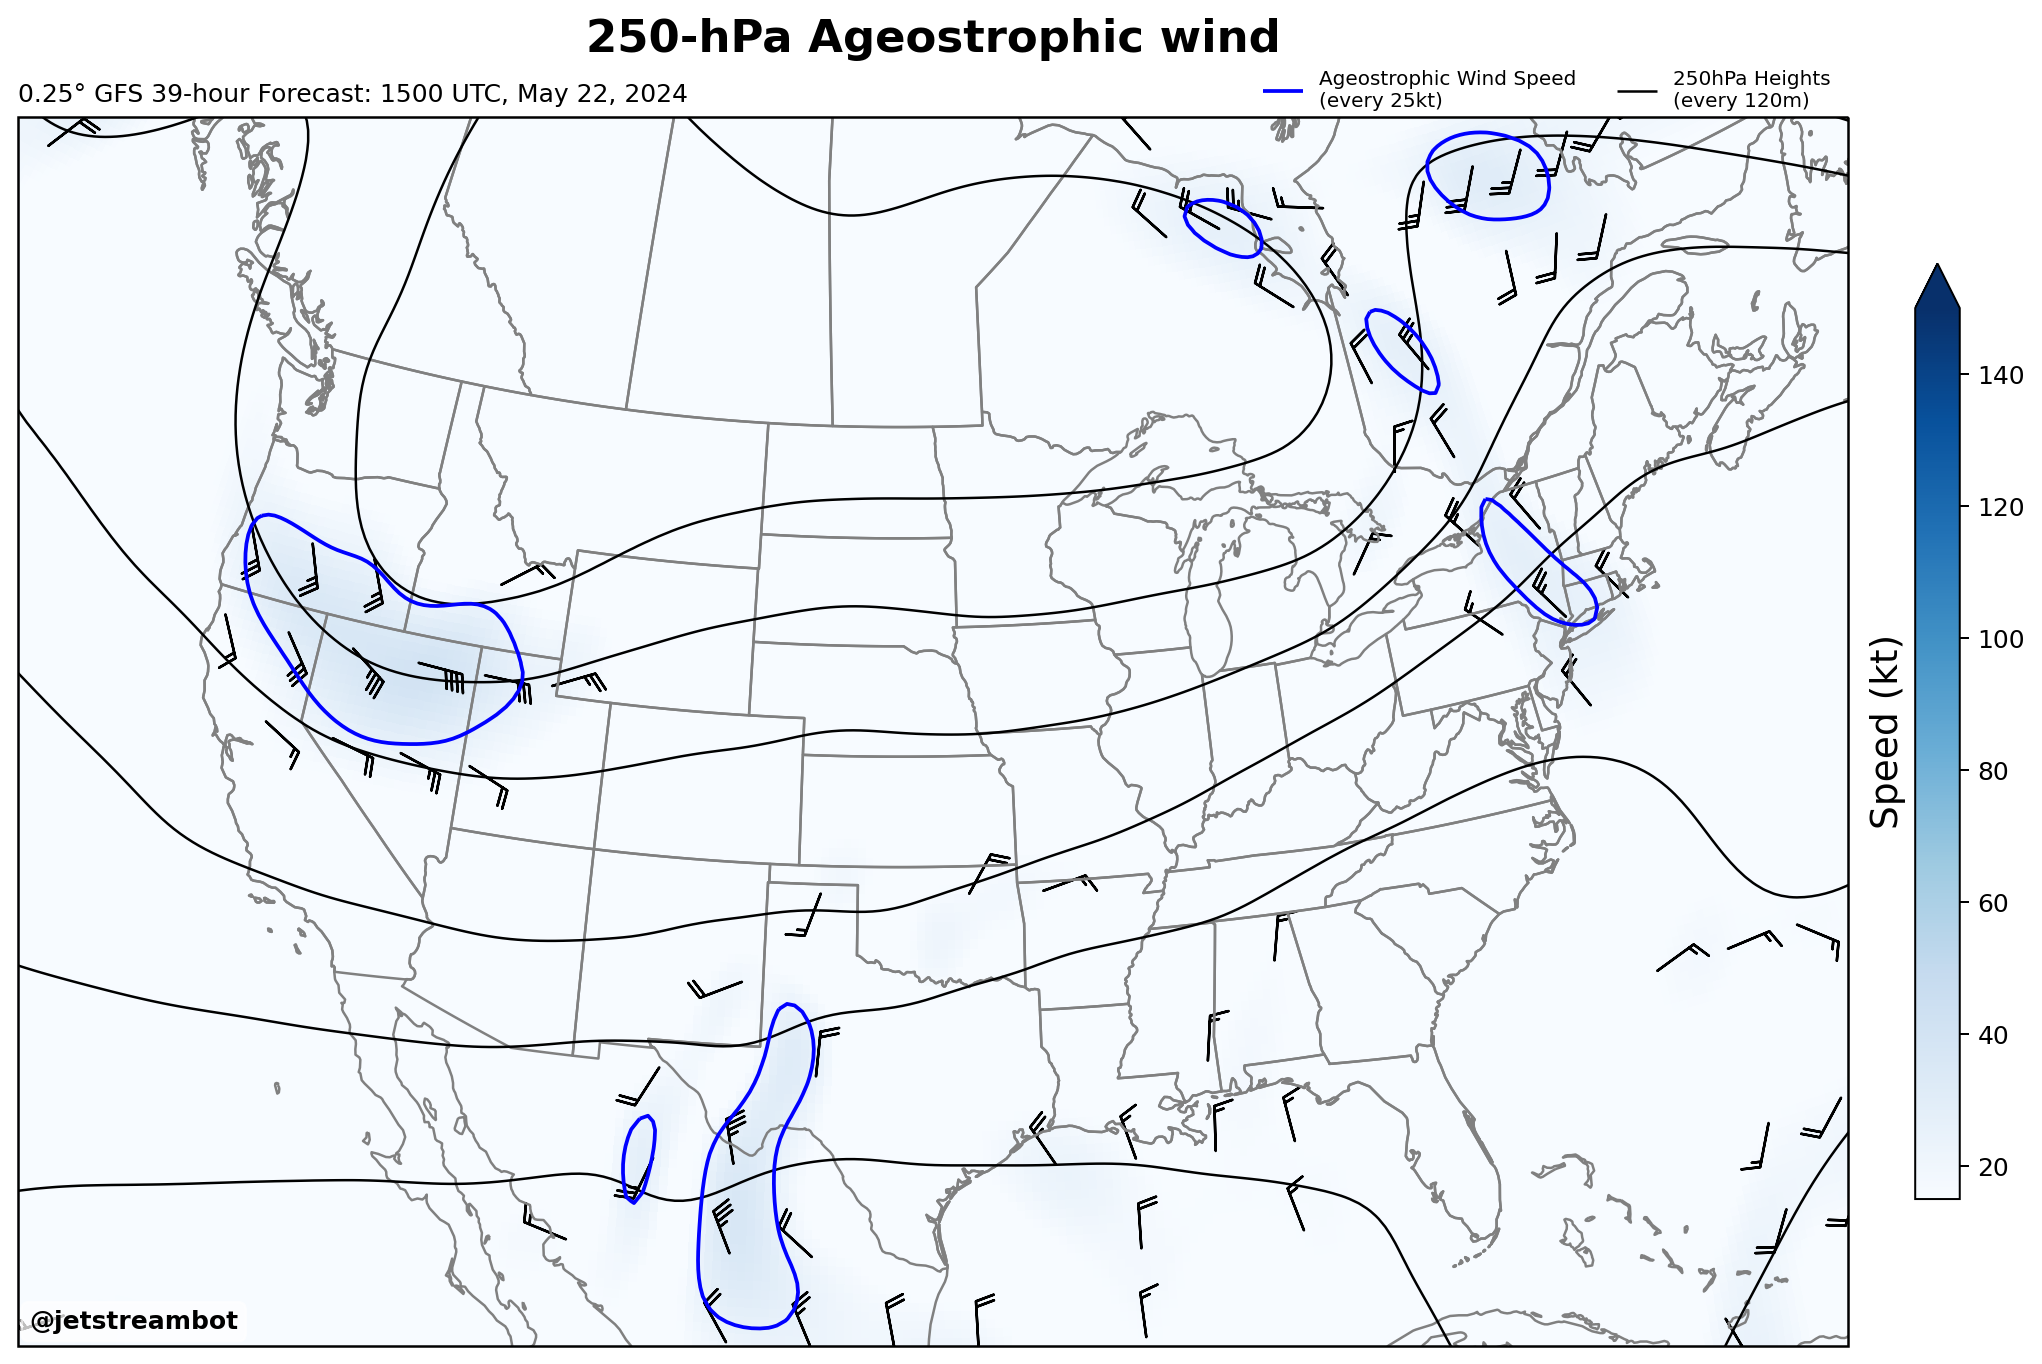 250-hPa Ageostrophic wind
0.25° GFS 39-hour Forecast: 1500 UTC, May 22, 2024
Ageostrophic Wind Speed
(every 25kt)
250hPa Heights
(every 120m)
140
120
100
80
60
40
20
Speed (kt)
@jetstreambot